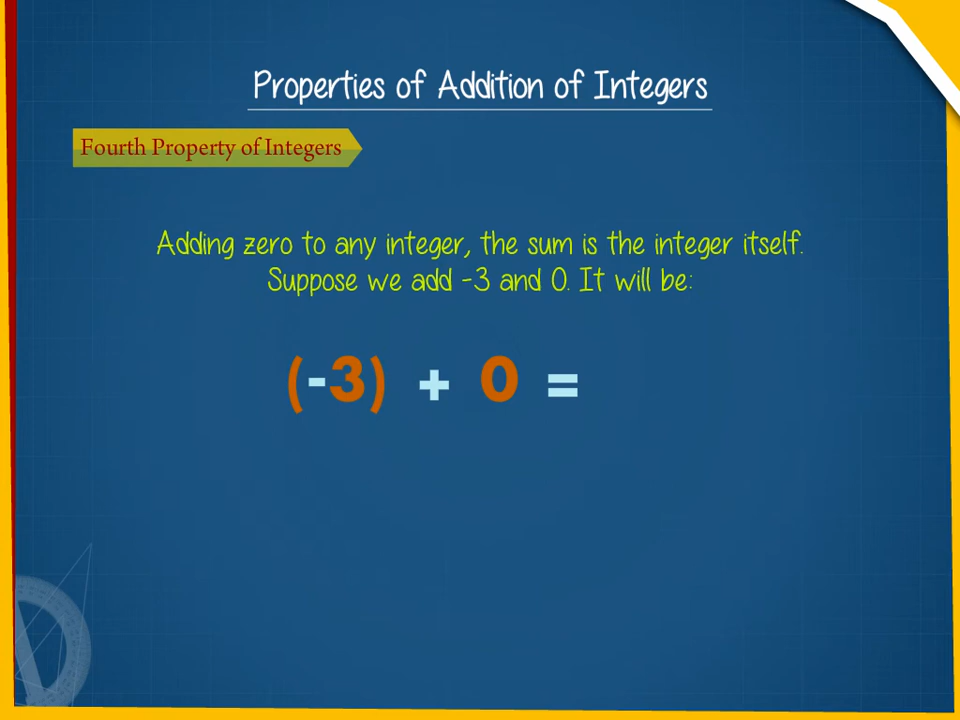 Properties of Addition of Integers
Fourth Property of Integers
Adding zero to any integer, the sum is the integer itself.
Suppose we add -3 and 0. It will be:
(-3) + 0 =